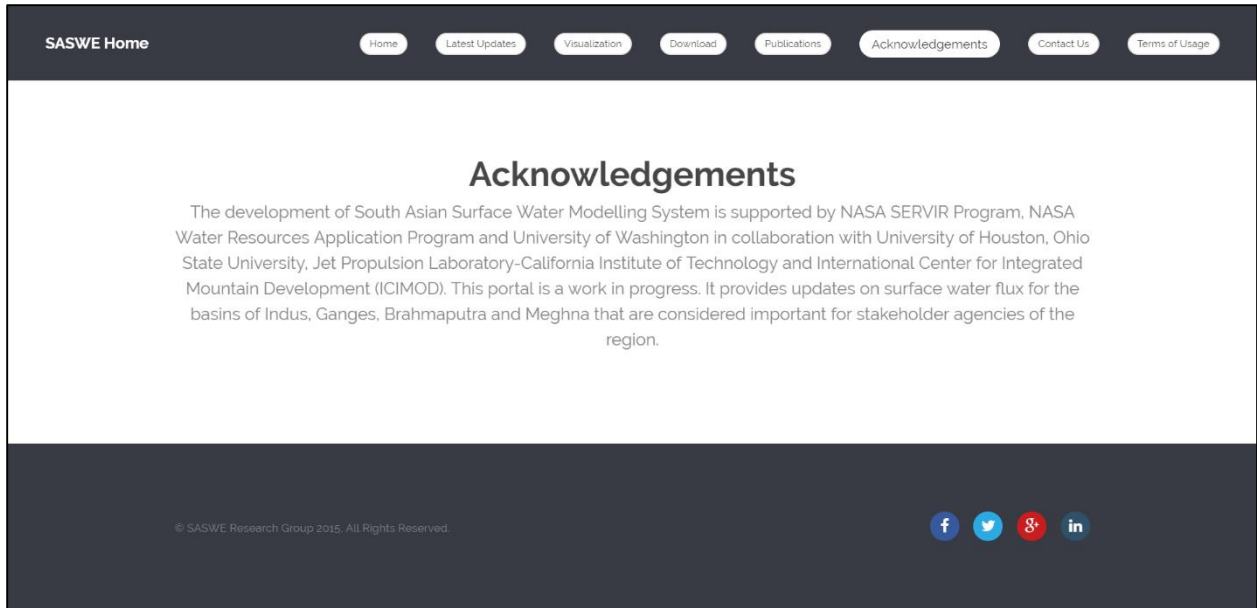 SASWE Home
Home
Latest Updates
Visualization
Download
Publications
Acknowledgements
Contact Us
Terms of Usage
Acknowledgements
The development of South Asian Surface Water Modelling System is supported by NASA SERVIR Program, NASA
Water Resources Application Program and University of Washington in collaboration with University of Houston, Ohio
State University, Jet Propulsion Laboratory-California Institute of Technology and International Center for Integrated
Mountain Development (ICIMOD). This portal is a work in progress. It provides updates on surface water flux for the
basins of Indus, Ganges, Brahmaputra and Meghna that are considered important for stakeholder agencies of the
region.
© SASWE Research Group 2015, All Rights Reserved.
f
g+
in